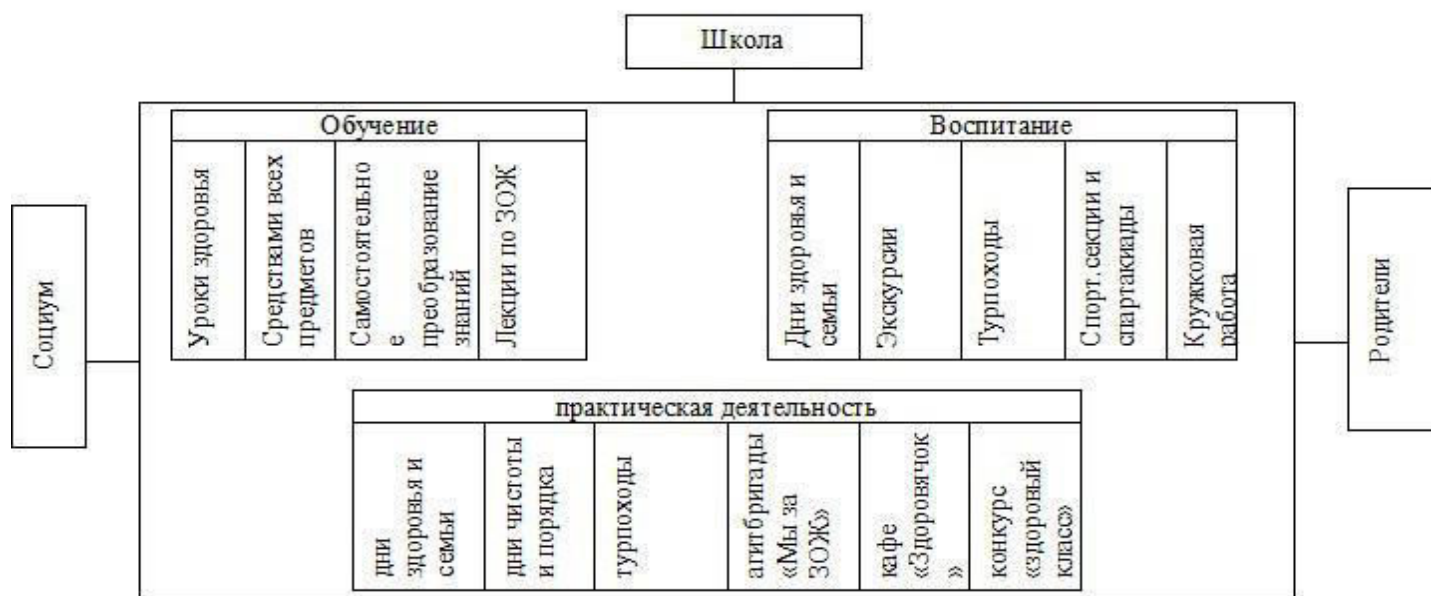 Школа
Обучение
Уроки здоровья
Средствами всех
предметов
Самостоятельно
е
преобразование
знаний
Лекции по ЗОЖ
Воспитание
Дни здоровья и
семьи
Экскурсии
Турпоходы
Спорт.секции и
спартакиады
Кружковая
работа
Социум
Родители
практическая деятельность
дни
здоровья и
семьи
дни чистоты
и порядка
турпоходы
агитбригады
«Мы за
ЗОЖ»
кафе
«Здоровячок
»
конкурс
«здоровый
класс»